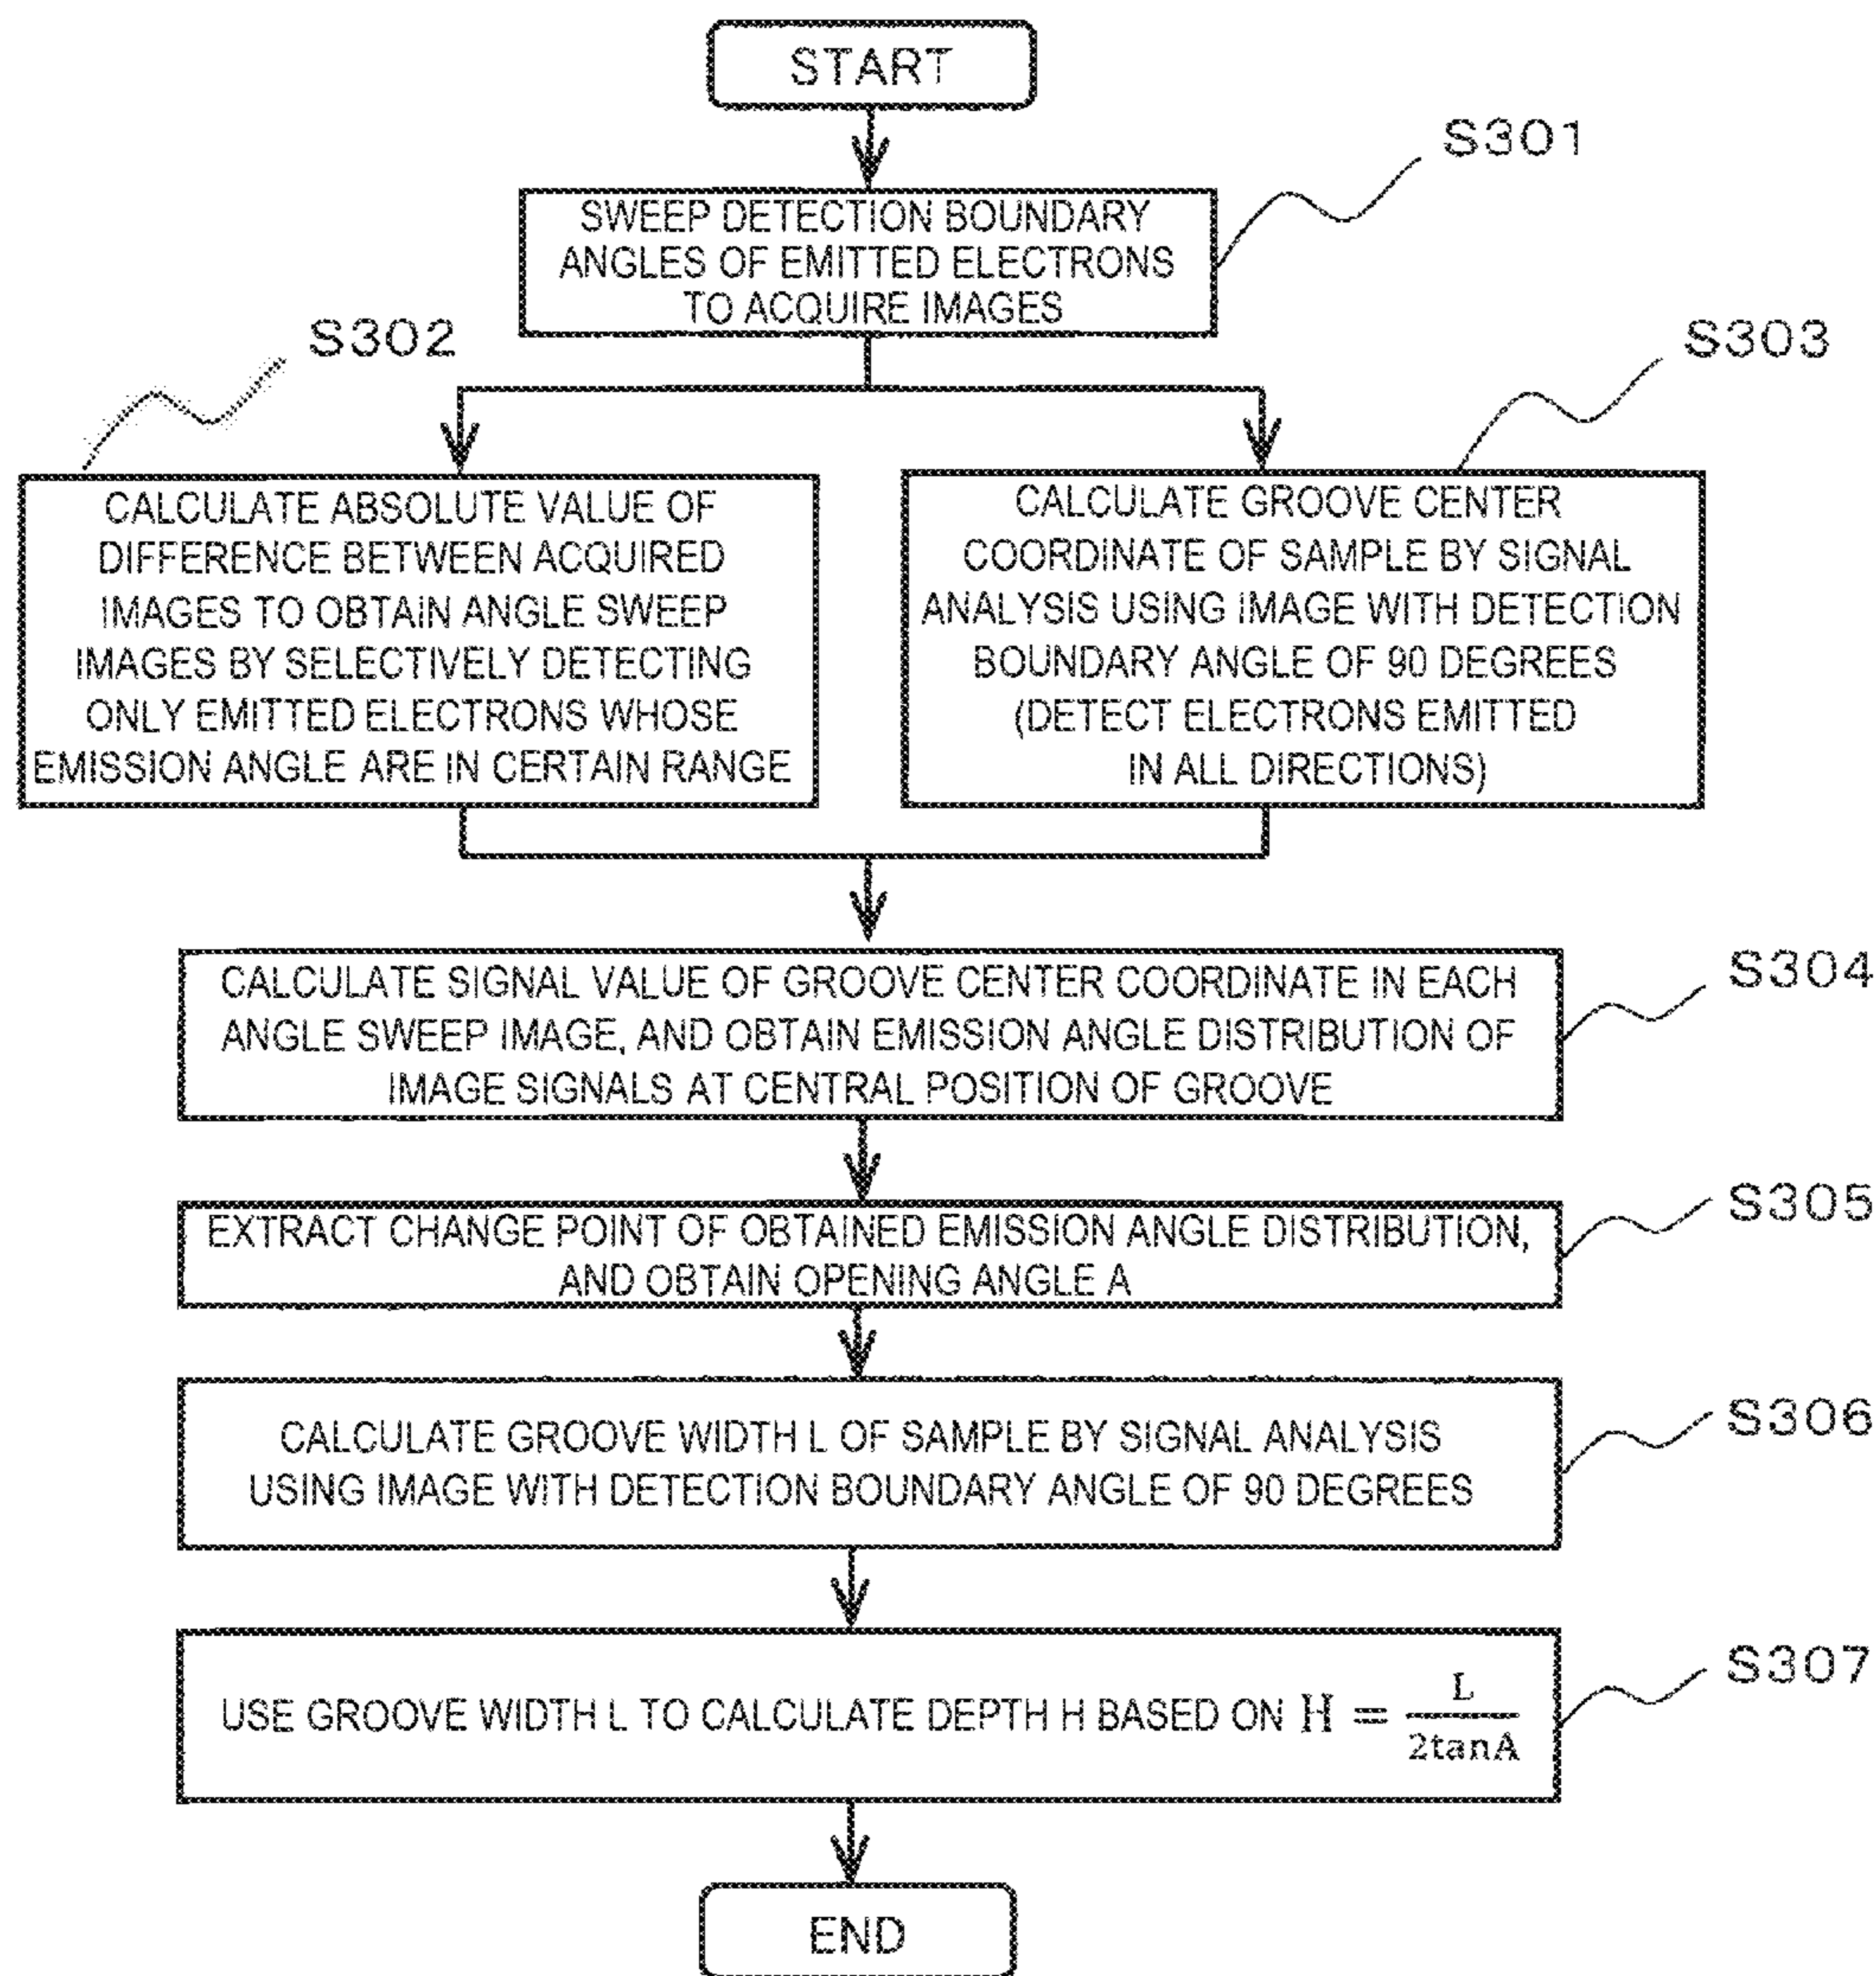 START
S301
SWEEP DETECTION BOUNDARY
ANGLES OF EMITTED ELECTRONS
TO ACQUIRE IMAGES
S302
S303
CALCULATE ABSOLUTE VALUE OF
DIFFERENCE BETWEEN ACQUIRED
IMAGES TO OBTAIN ANGLE SWEEP
IMAGES BY SELECTIVELY DETECTING
ONLY EMITTED ELECTRONS WHOSE
EMISSION ANGLE ARE IN CERTAIN RANGE
CALCULATE GROOVE CENTER
COORDINATE OF SAMPLE BY SIGNAL
ANALYSIS USING IMAGE WITH DETECTION
BOUNDARY ANGLE OF 90 DEGREES
(DETECT ELECTRONS EMITTED
IN ALL DIRECTIONS)
S304
CALCULATE SIGNAL VALUE OF GROOVE CENTER COORDINATE IN EACH
ANGLE SWEEP IMAGE, AND OBTAIN EMISSION ANGLE DISTRIBUTION OF
IMAGE SIGNALS AT CENTRAL POSITION OF GROOVE
S305
EXTRACT CHANGE POINT OF OBTAINED EMISSION ANGLE DISTRIBUTION,
AND OBTAIN OPENING ANGLE A
S306
CALCULATE GROOVE WIDTH L OF SAMPLE BY SIGNAL ANALYSIS
USING IMAGE WITH DETECTION BOUNDARY ANGLE OF 90 DEGREES
S307
USE GROOVE WIDTH L TO CALCULATE DEPTH H BASED ON H = L / 2tanA
END